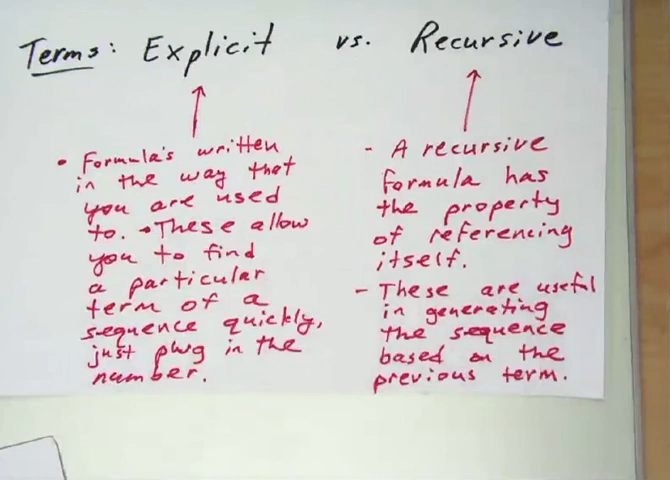 Terms: Explicit vs. Recursive
• Formula's written
in the way that
you are used
to. • These allow
you to find
a particular
term of a
sequence quickly,
just plug in the
number.
- A recursive
formula has
the property
of referencing
itself.
- These are useful
in generating
the sequence
based on the
previous term.